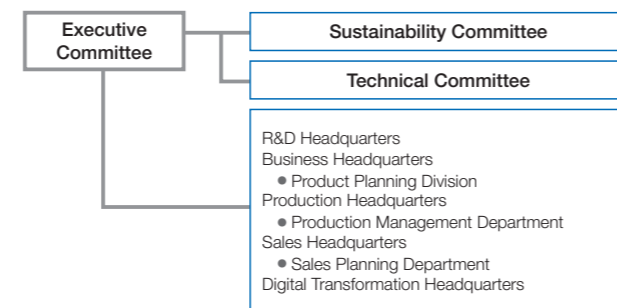 Executive
Committee
Sustainability Committee
Technical Committee
R&D Headquarters
Business Headquarters
● Product Planning Division
Production Headquarters
● Production Management Department
Sales Headquarters
● Sales Planning Department
Digital Transformation Headquarters